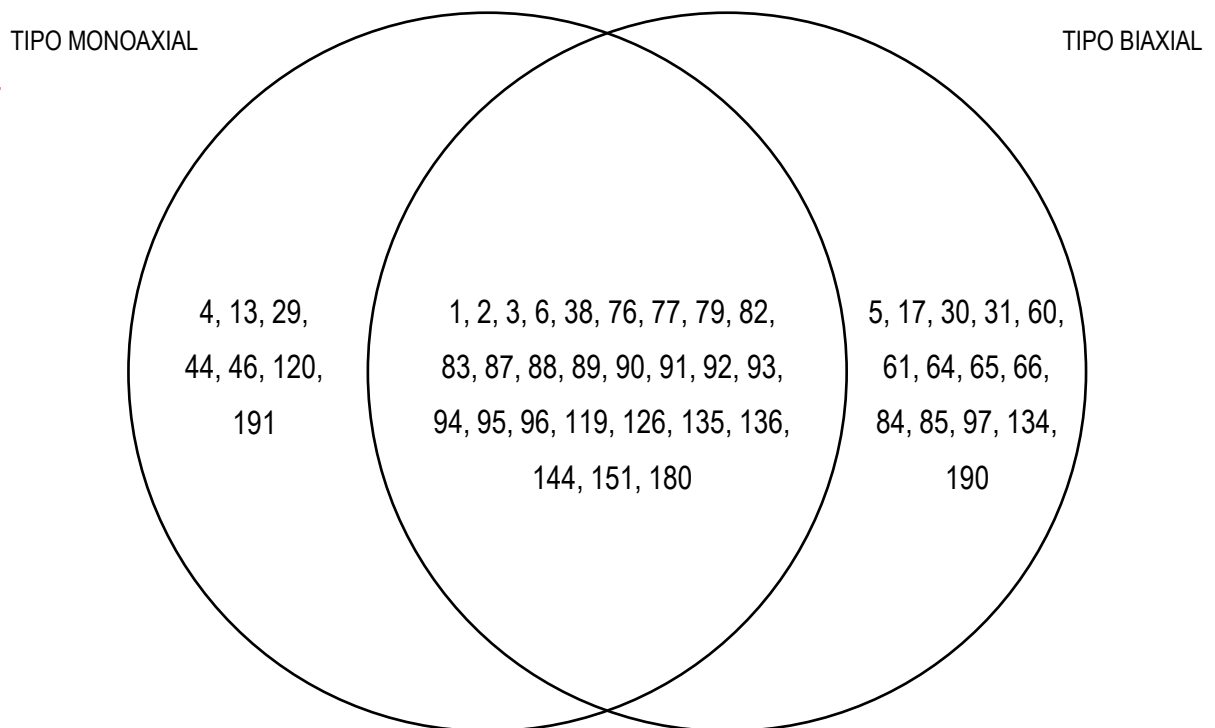 TIPO MONOAXIAL
TIPO BIAXIAL
4, 13, 29,
44, 46, 120,
191
1, 2, 3, 6, 38, 76, 77, 79, 82,
83, 87, 88, 89, 90, 91, 92, 93,
94, 95, 96, 119, 126, 135, 136,
144, 151, 180
5, 17, 30, 31, 60,
61, 64, 65, 66,
84, 85, 97, 134,
190